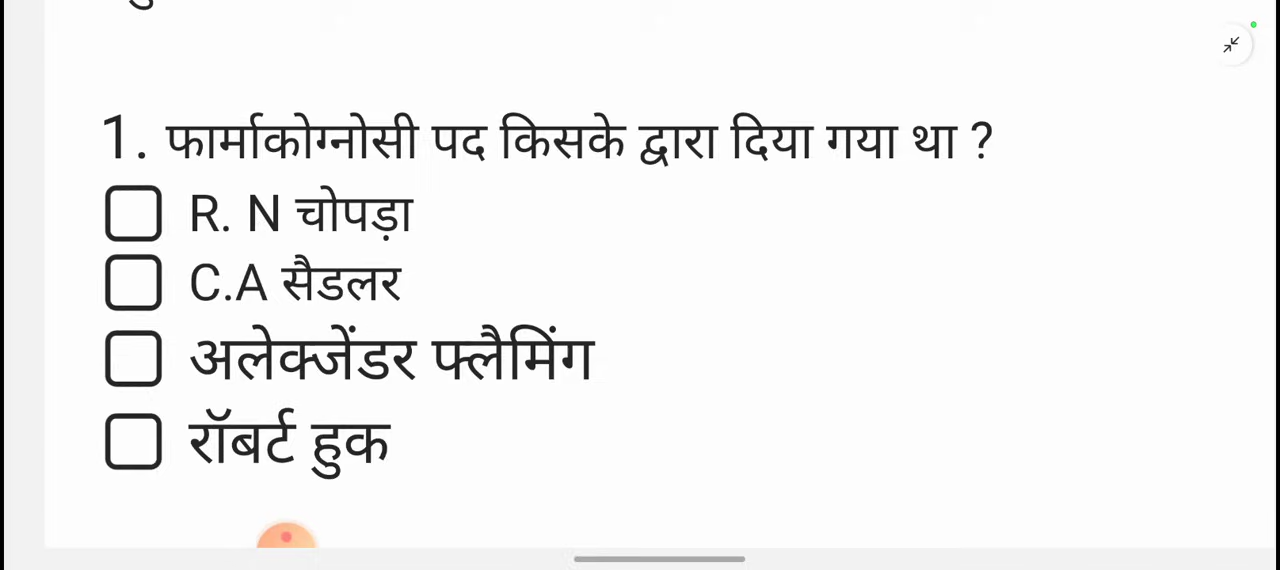 1. फार्माकोग्नोसी पद किसके द्वारा दिया गया था ?
R. N चोपड़ा
C.A सैडलर
अलेक्जेंडर फ्लैमिंग
रॉबर्ट हुक